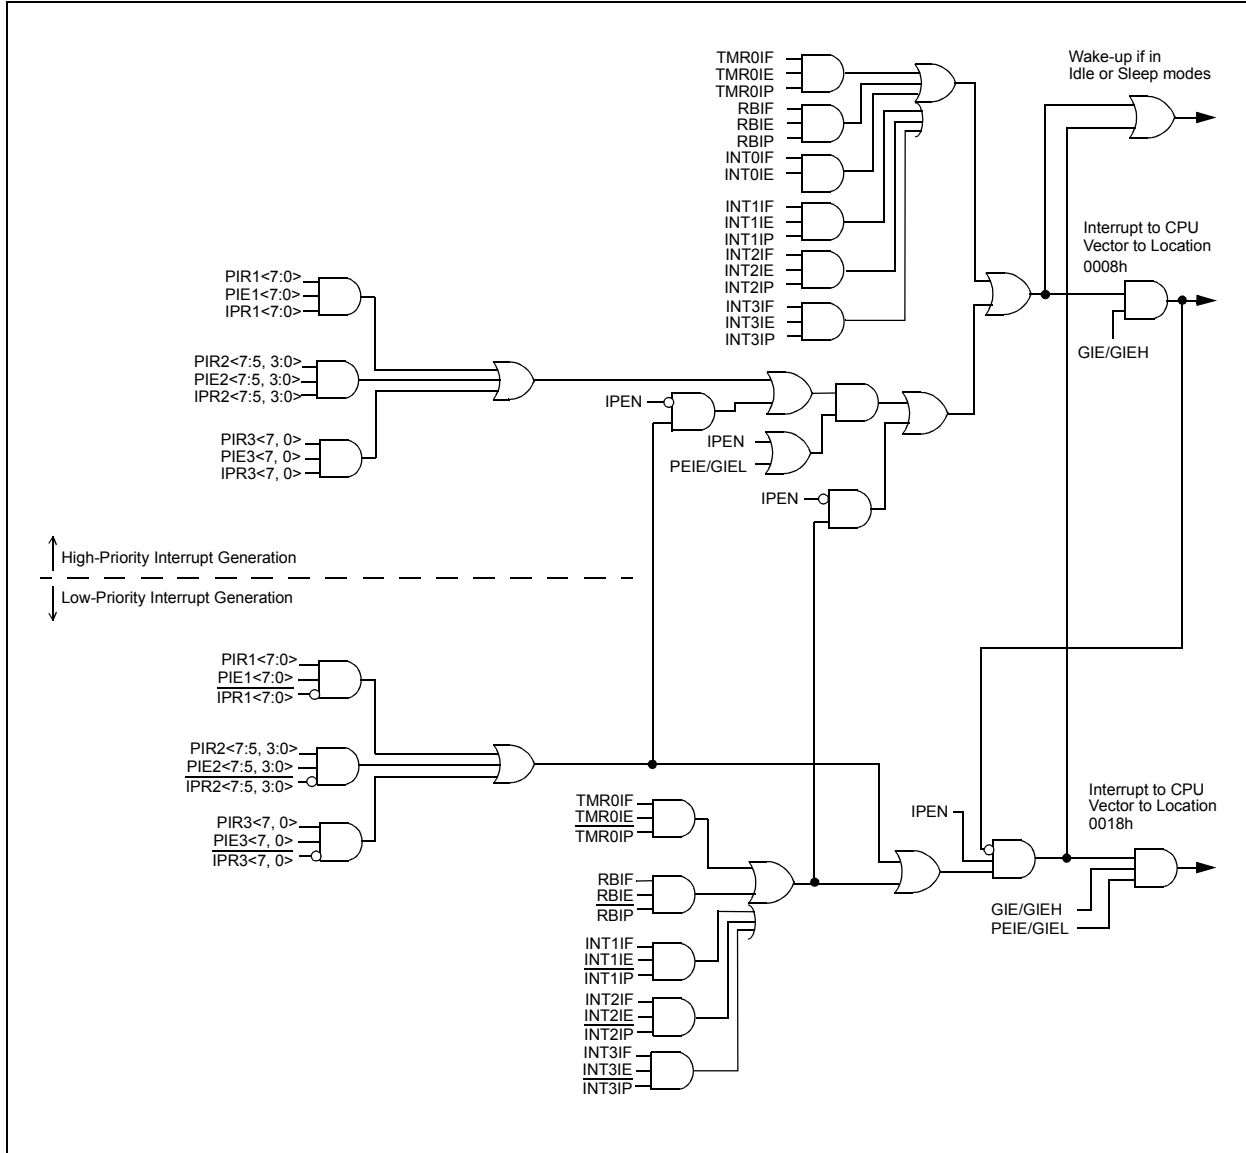 TMR0IF
TMR0IE
TMR0IP
RBIF
RBIE
RBIP
INT0IF
INT0IE
INT1IF
INT1IE
INT1IP
INT2IF
INT2IE
INT2IP
INT3IF
INT3IE
INT3IP
Wake-up if in
Idle or Sleep modes
Interrupt to CPU
Vector to Location
0008h
GIE/GIEH
PIR1<7:0>
PIE1<7:0>
IPR1<7:0>
PIR2<7:5, 3:0>
PIE2<7:5, 3:0>
IPR2<7:5, 3:0>
PIR3<7, 0>
PIE3<7, 0>
IPR3<7, 0>
IPEN
IPEN
PEIE/GIEL
IPEN
High-Priority Interrupt Generation
Low-Priority Interrupt Generation
PIR1<7:0>
PIE1<7:0>
IPR1<7:0>
PIR2<7:5, 3:0>
PIE2<7:5, 3:0>
IPR2<7:5, 3:0>
PIR3<7, 0>
PIE3<7, 0>
IPR3<7, 0>
TMR0IF
TMR0IE
TMR0IP
RBIF
RBIE
RBIP
INT1IF
INT1IE
INT1IP
INT2IF
INT2IE
INT2IP
INT3IF
INT3IE
INT3IP
IPEN
Interrupt to CPU
Vector to Location
0018h
GIE/GIEH
PEIE/GIEL